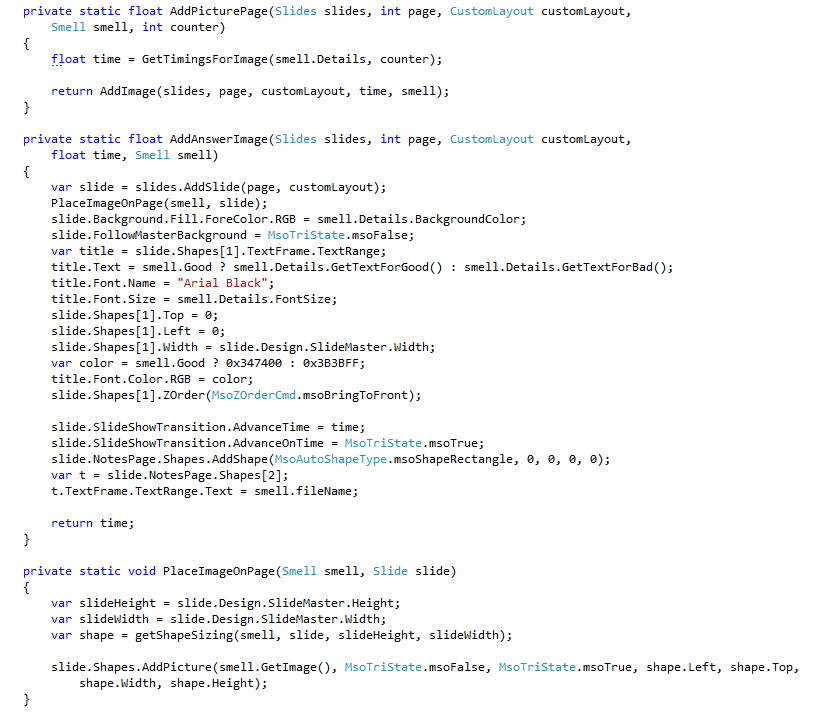 private static float AddPicturePage(Slides slides, int page, CustomLayout customLayout,
    Smell smell, int counter)
{
    float time = GetTimingsForImage(smell.Details, counter);

    return AddImage(slides, page, customLayout, time, smell);
}

private static float AddAnswerImage(Slides slides, int page, CustomLayout customLayout,
    float time, Smell smell)
{
    var slide = slides.AddSlide(page, customLayout);
    PlaceImageOnPage(smell, slide);
    slide.Background.Fill.ForeColor.RGB = smell.Details.BackgroundColor;
    slide.FollowMasterBackground = MsoTriState.msoFalse;
    var title = slide.Shapes[1].TextFrame.TextRange;
    title.Text = smell.Good ? smell.Details.GetTextForGood() : smell.Details.GetTextForBad();
    title.Font.Name = "Arial Black";
    title.Font.Size = smell.Details.FontSize;
    slide.Shapes[1].Top = 0;
    slide.Shapes[1].Left = 0;
    slide.Shapes[1].Width = slide.Design.SlideMaster.Width;
    var color = smell.Good ? 0x347400 : 0x3B3BFF;
    title.Font.Color.RGB = color;
    slide.Shapes[1].ZOrder(MsoZOrderCmd.msoBringToFront);

    slide.SlideShowTransition.AdvanceTime = time;
    slide.SlideShowTransition.AdvanceOnTime = MsoTriState.msoTrue;
    slide.NotesPage.Shapes.AddShape(MsoAutoShapeType.msoShapeRectangle, 0, 0, 0, 0);
    var t = slide.NotesPage.Shapes[2];
    t.TextFrame.TextRange.Text = smell.fileName;

    return time;
}

private static void PlaceImageOnPage(Smell smell, Slide slide)
{
    var slideHeight = slide.Design.SlideMaster.Height;
    var slideWidth = slide.Design.SlideMaster.Width;
    var shape = getShapeSizing(smell, slide, slideHeight, slideWidth);

    slide.Shapes.AddPicture(smell.GetImage(), MsoTriState.msoFalse, MsoTriState.msoTrue, shape.Left, shape.Top,
        shape.Width, shape.Height);
}